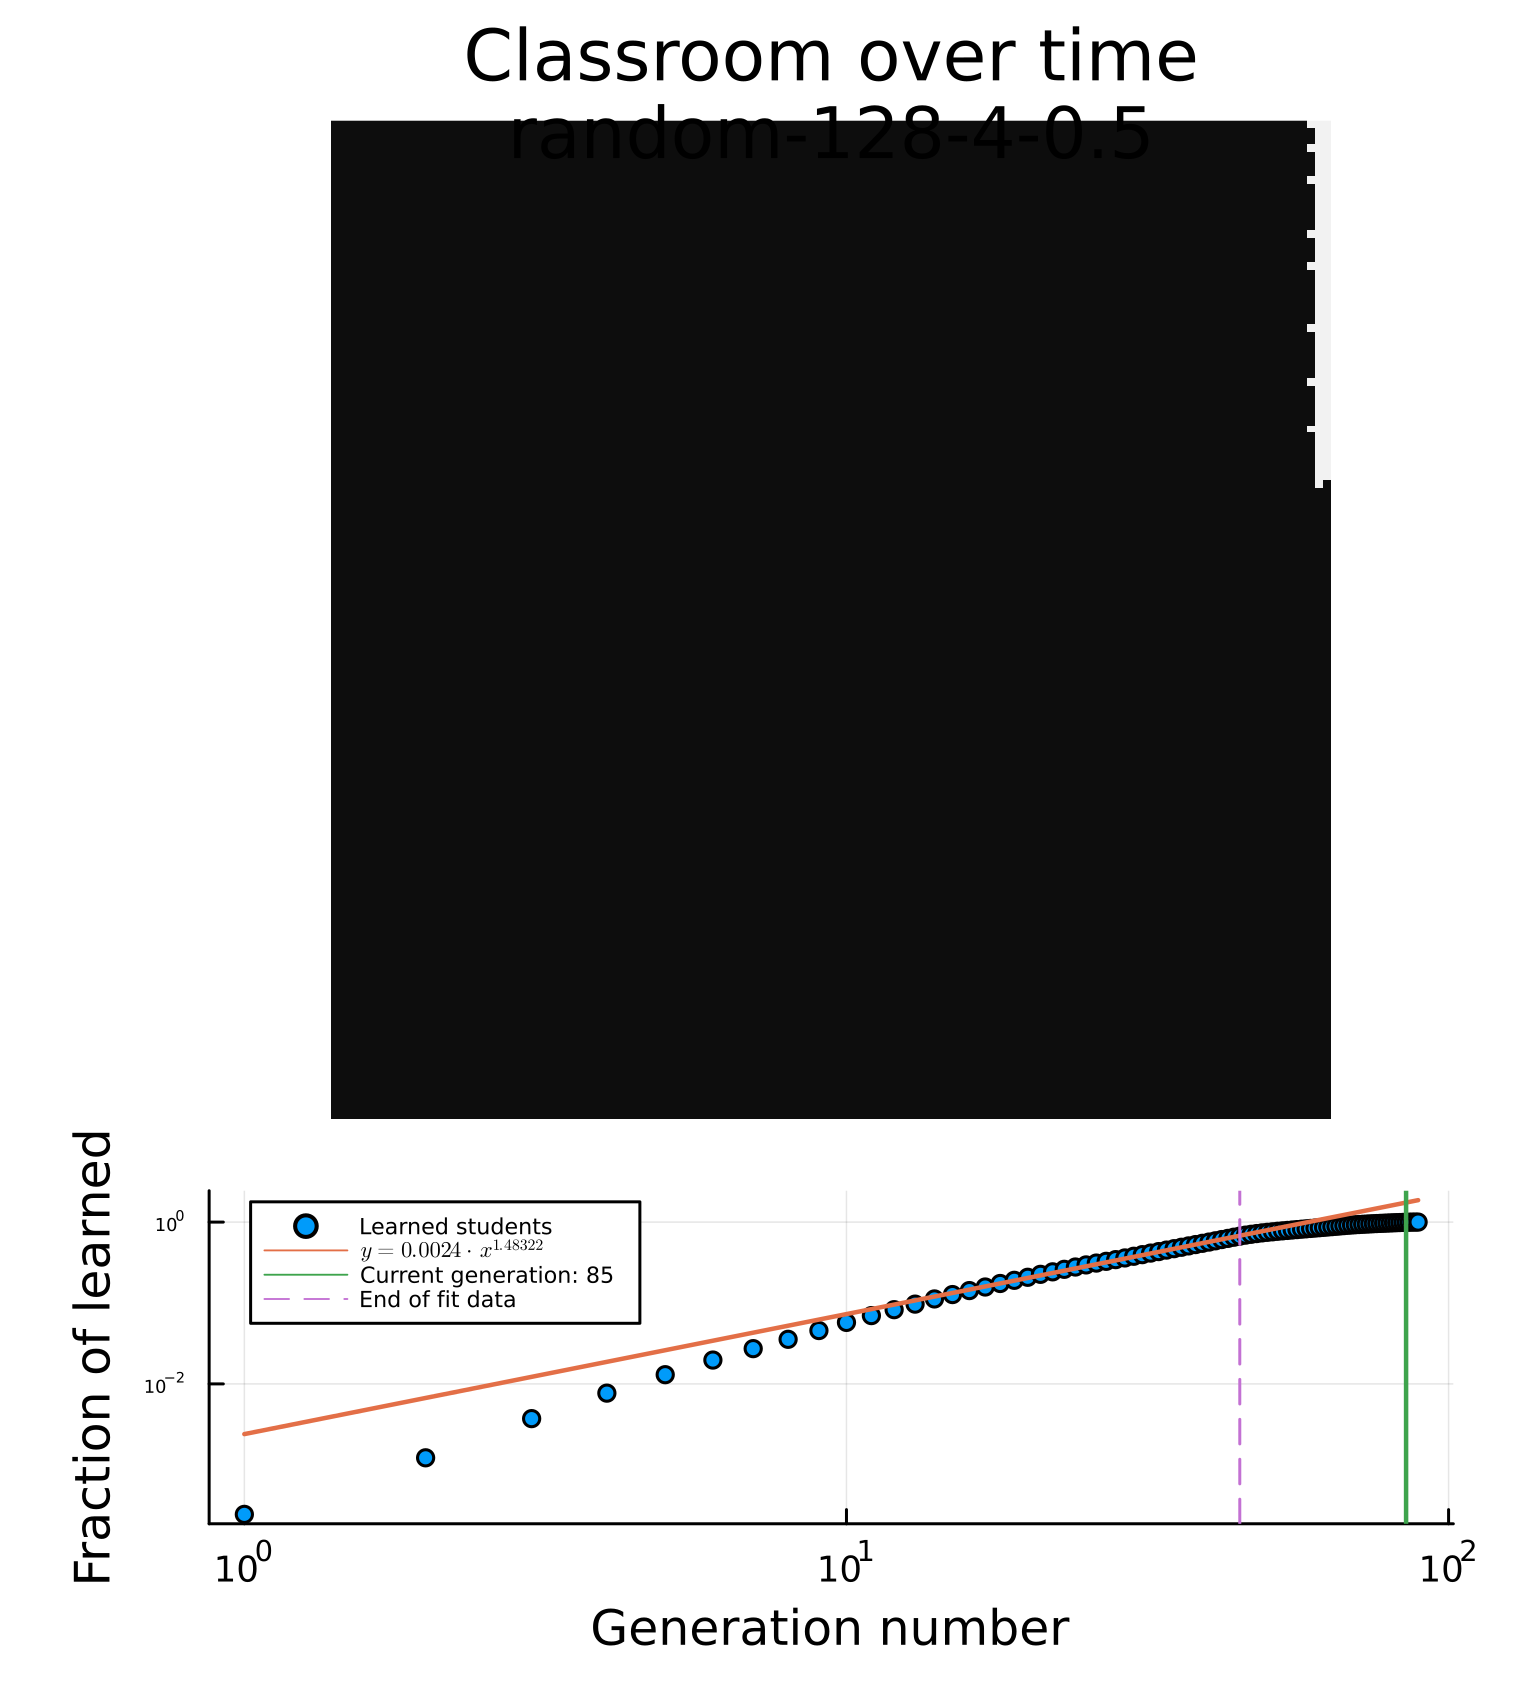 Classroom over time
random-128-4-0.5
Fraction of learned
10^0
10^-2
Learned students
y = 0.0024 · x^1.48322
Current generation: 85
End of fit data
10^0
10^1
10^2
Generation number